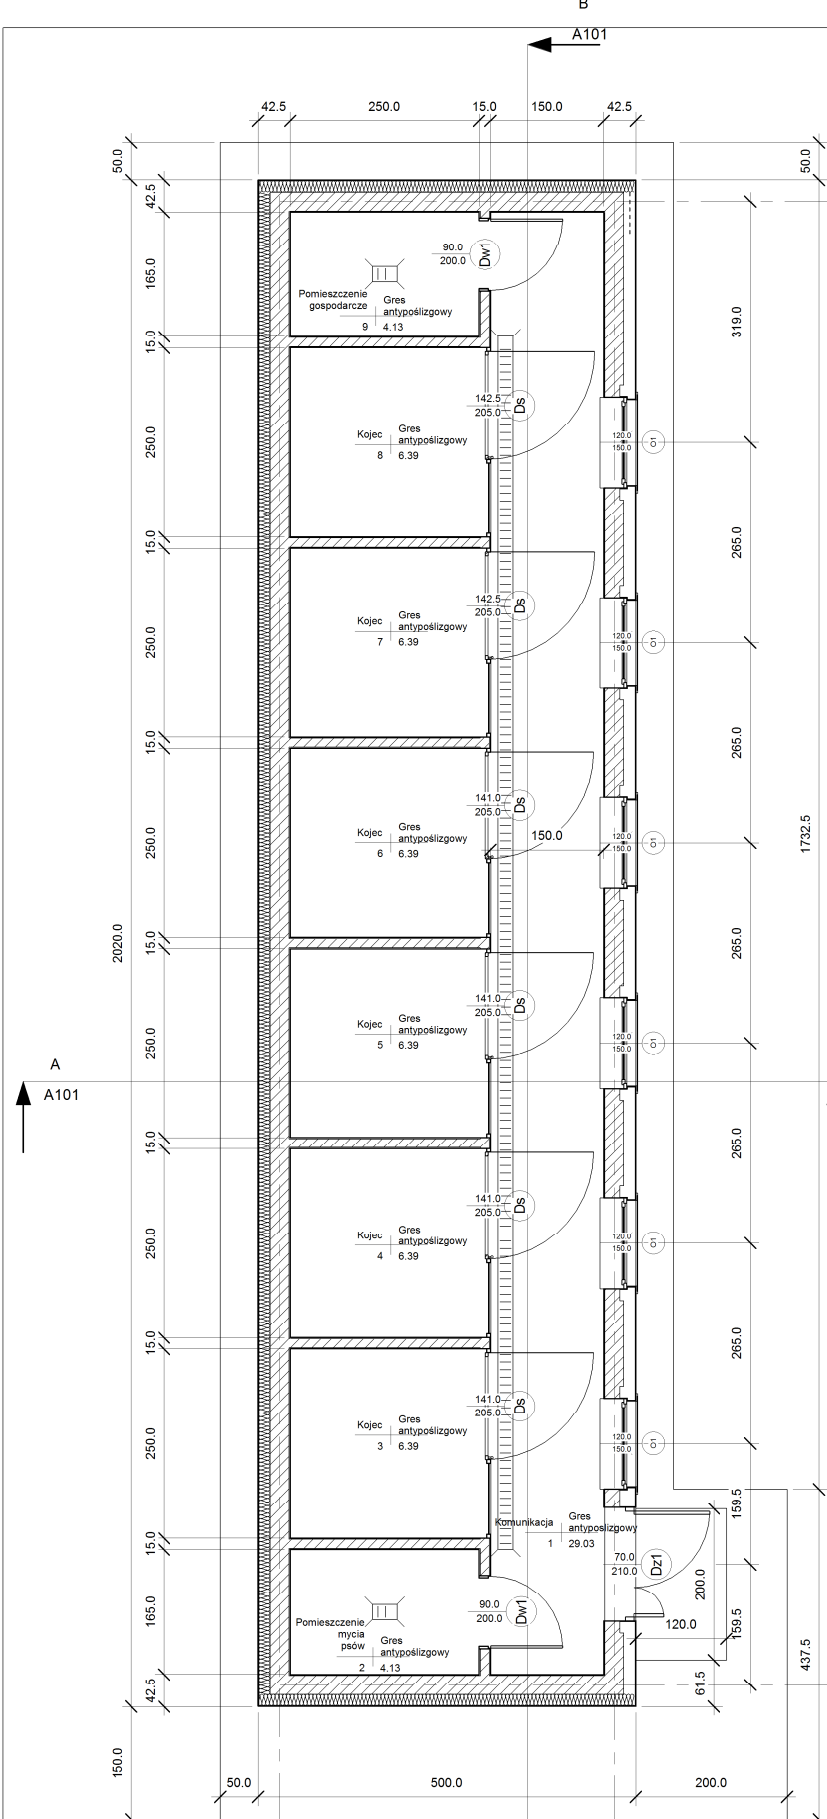 B
A101
42.5 250.0 15.0 150.0 42.5
50.0
50.0
42.5
165.0
90.0
200.0
Dw1
Pomieszczenie
gospodarcze
Gres
antypoślizgowy
9 4.13
319.0
15.0
142.5
205.0
Ds
250.0
Kojec Gres
antypoślizgowy
8 6.39
120.0
150.0
O1
15.0
265.0
142.5
205.0
Ds
250.0
Kojec Gres
antypoślizgowy
7 6.39
120.0
150.0
O1
15.0
265.0
141.0
205.0
Ds
250.0
Kojec Gres
antypoślizgowy
6 6.39
150.0
120.0
150.0
O1
1732.5
2020.0
15.0
265.0
141.0
205.0
Ds
250.0
Kojec Gres
antypoślizgowy
5 6.39
120.0
150.0
O1
A
A101
15.0
265.0
141.0
205.0
Ds
250.0
Kojec Gres
antypoślizgowy
4 6.39
120.0
150.0
O1
15.0
265.0
141.0
205.0
Ds
250.0
Kojec Gres
antypoślizgowy
3 6.39
120.0
150.0
O1
159.5
Komunikacja
Gres
antypoślizgowy
1 29.03
15.0
70.0
210.0
Dz1
200.0
165.0
90.0
200.0
Dw1
120.0
159.5
Pomieszczenie
mycia
psów
Gres
antypoślizgowy
2 4.13
437.5
42.5
61.5
150.0
50.0 500.0 200.0